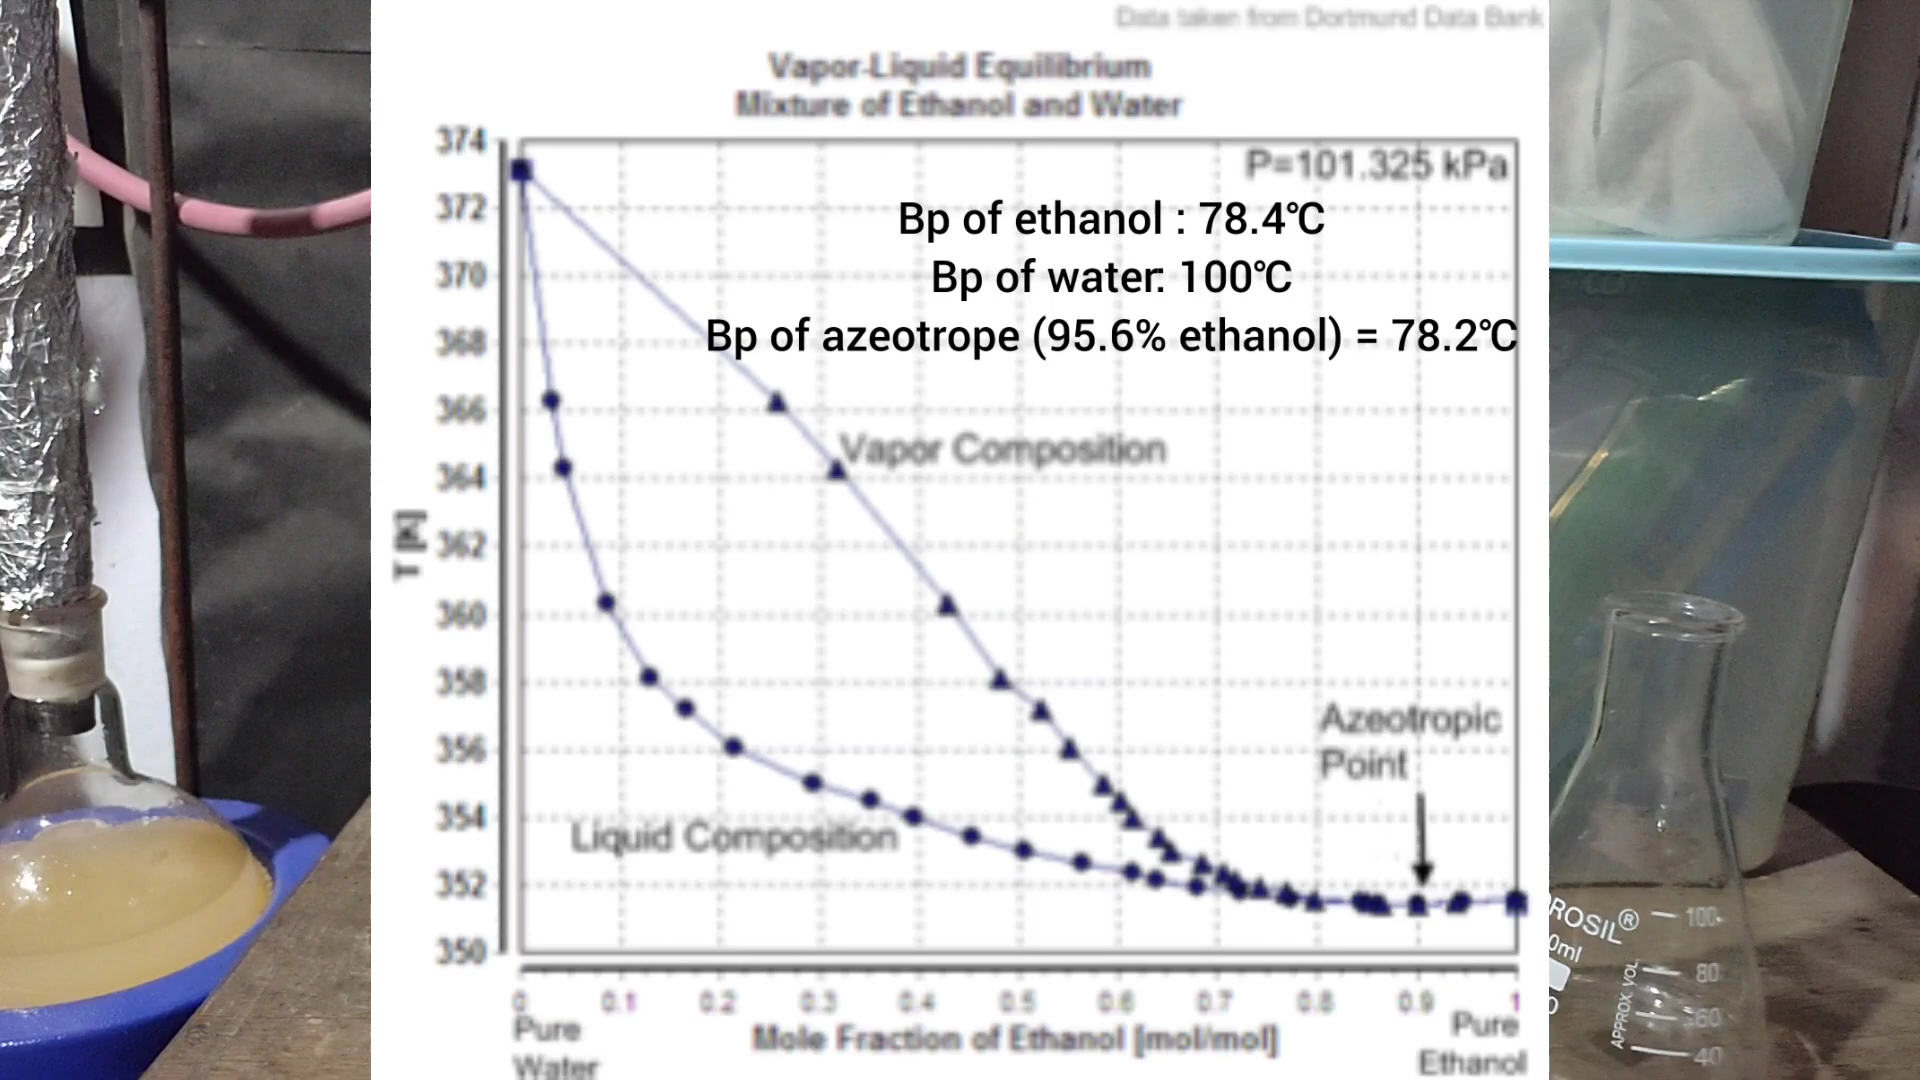 Data taken from Dortmund Data Bank
Vapor-Liquid Equilibrium
Mixture of Ethanol and Water
P=101.325 kPa
Bp of ethanol : 78.4℃
Bp of water: 100℃
Bp of azeotrope (95.6% ethanol) = 78.2℃
374
372
370
368
366
364
362
360
358
356
354
352
350
T [K]
Vapor Composition
Azeotropic
Point
Liquid Composition
0 0.1 0.2 0.3 0.4 0.5 0.6 0.7 0.8 0.9 1
Pure
Water
Mole Fraction of Ethanol [mol/mol]
Pure
Ethanol
ROSIL®
0ml
APPROX. VOL.
100
80
60
40